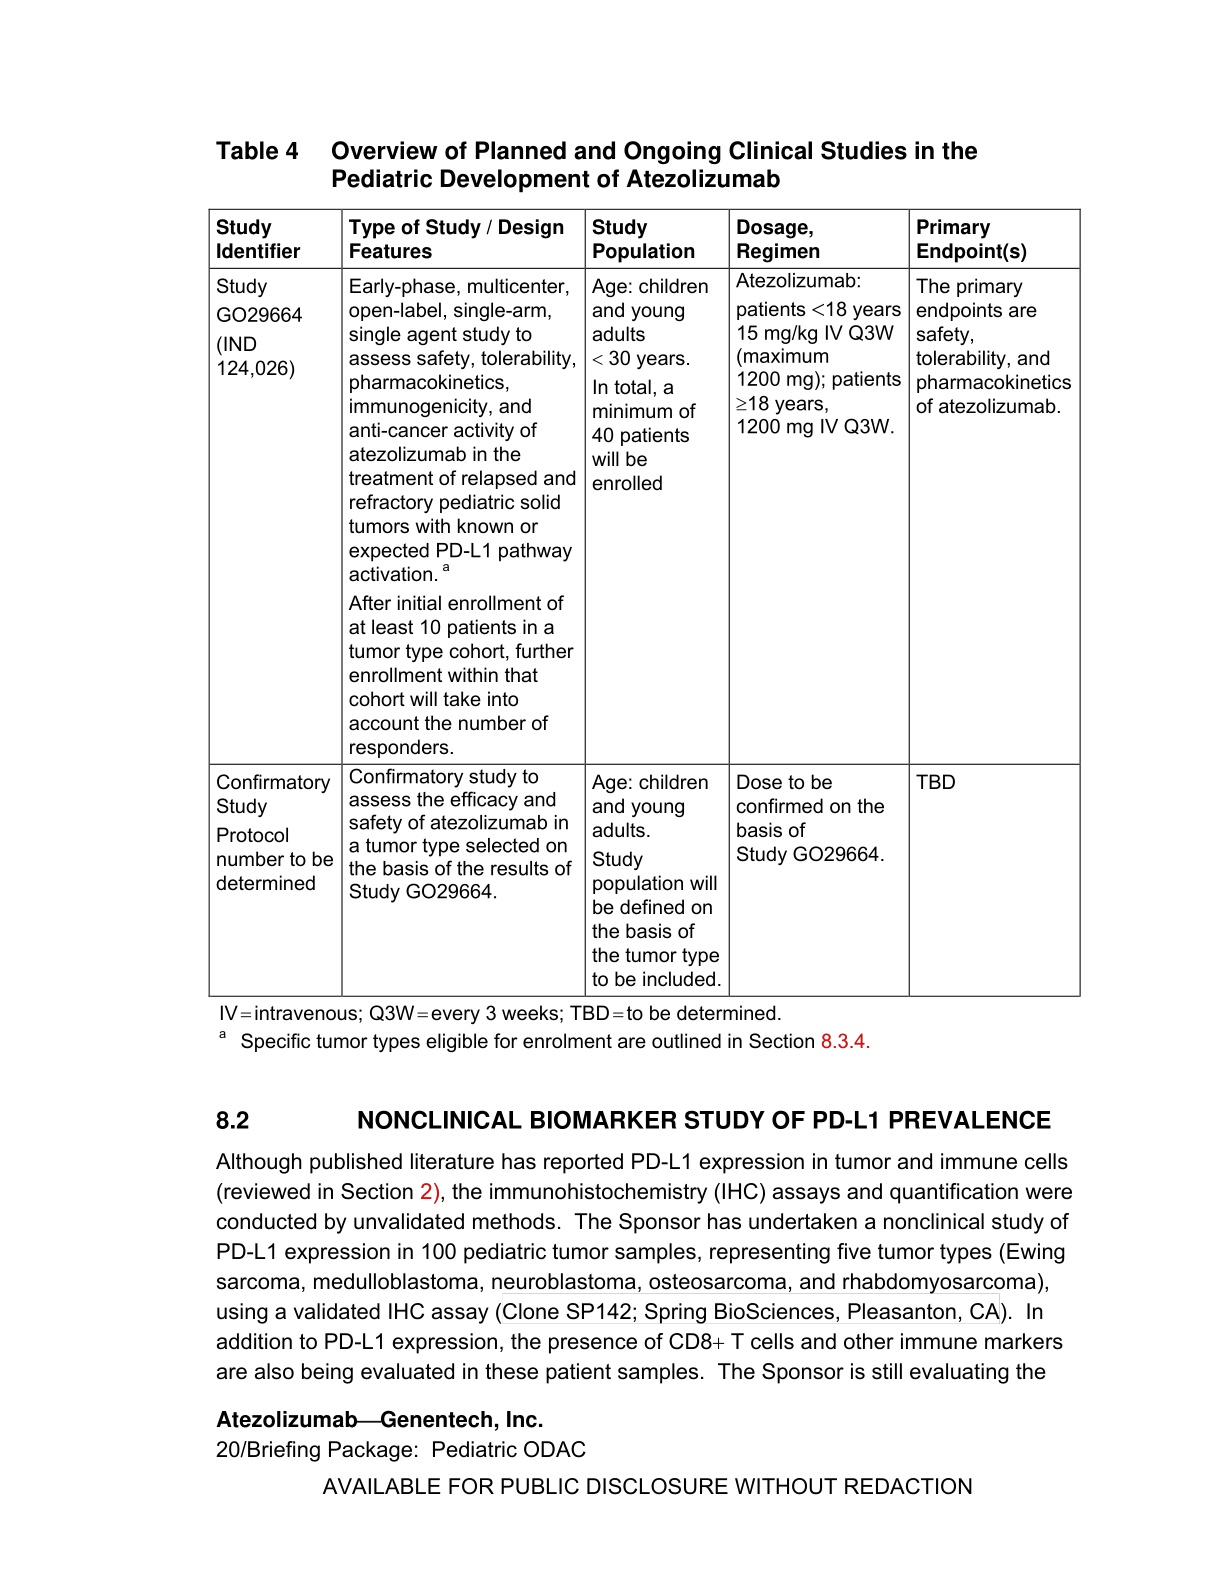 Table 4 Overview of Planned and Ongoing Clinical Studies in the
Pediatric Development of Atezolizumab
Study
Identifier
Type of Study / Design
Features
Study
Population
Dosage,
Regimen
Primary
Endpoint(s)
Study
GO29664
(IND
124,026)
Early-phase, multicenter,
open-label, single-arm,
single agent study to
assess safety, tolerability,
pharmacokinetics,
immunogenicity, and
anti-cancer activity of
atezolizumab in the
treatment of relapsed and
refractory pediatric solid
tumors with known or
expected PD-L1 pathway
activation. a
After initial enrollment of
at least 10 patients in a
tumor type cohort, further
enrollment within that
cohort will take into
account the number of
responders.
Age: children
and young
adults
< 30 years.
In total, a
minimum of
40 patients
will be
enrolled
Atezolizumab:
patients <18 years
15 mg/kg IV Q3W
(maximum
1200 mg); patients
≥18 years,
1200 mg IV Q3W.
The primary
endpoints are
safety,
tolerability, and
pharmacokinetics
of atezolizumab.
Confirmatory
Study
Protocol
number to be
determined
Confirmatory study to
assess the efficacy and
safety of atezolizumab in
a tumor type selected on
the basis of the results of
Study GO29664.
Age: children
and young
adults.
Study
population will
be defined on
the basis of
the tumor type
to be included.
Dose to be
confirmed on the
basis of
Study GO29664.
TBD
IV=intravenous; Q3W=every 3 weeks; TBD=to be determined.
a Specific tumor types eligible for enrolment are outlined in Section 8.3.4.
8.2 NONCLINICAL BIOMARKER STUDY OF PD-L1 PREVALENCE
Although published literature has reported PD-L1 expression in tumor and immune cells
(reviewed in Section 2), the immunohistochemistry (IHC) assays and quantification were
conducted by unvalidated methods. The Sponsor has undertaken a nonclinical study of
PD-L1 expression in 100 pediatric tumor samples, representing five tumor types (Ewing
sarcoma, medulloblastoma, neuroblastoma, osteosarcoma, and rhabdomyosarcoma),
using a validated IHC assay (Clone SP142; Spring BioSciences, Pleasanton, CA). In
addition to PD-L1 expression, the presence of CD8+ T cells and other immune markers
are also being evaluated in these patient samples. The Sponsor is still evaluating the
Atezolizumab—Genentech, Inc.
20/Briefing Package: Pediatric ODAC
AVAILABLE FOR PUBLIC DISCLOSURE WITHOUT REDACTION